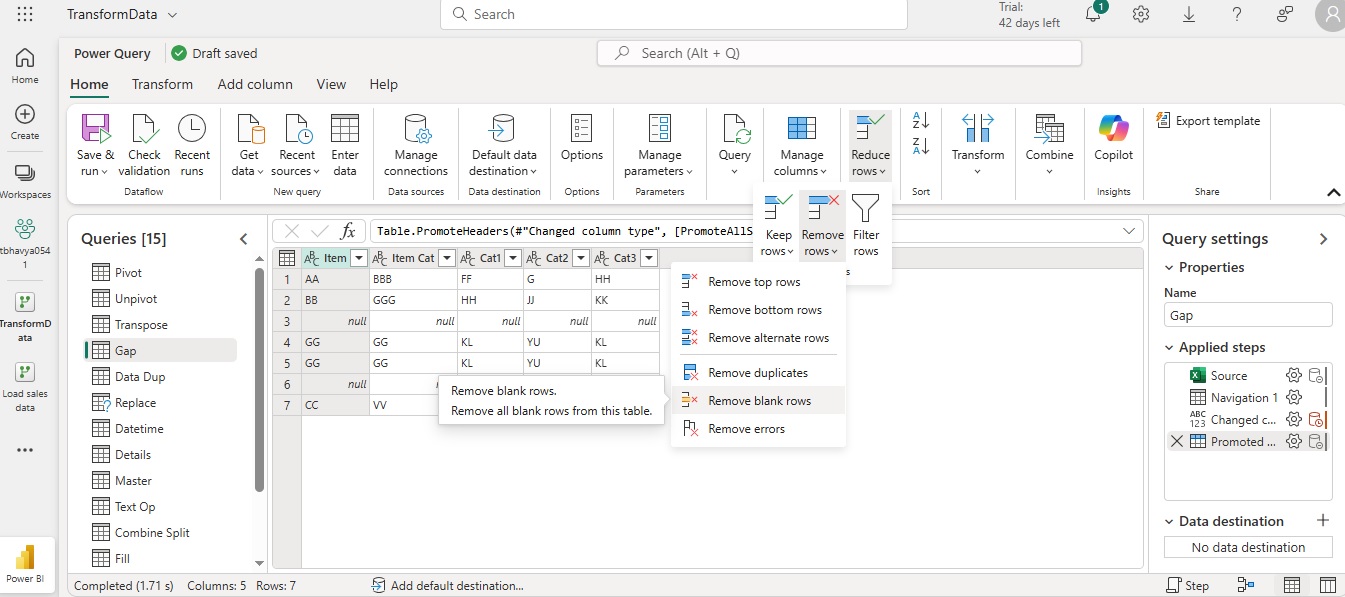 TransformData
Search
Trial:
42 days left
1
Home
Create
Workspaces
tbhavya054
1
TransformD
ata
Load sales
data
Power BI
Power Query
Draft saved
Search (Alt + Q)
Home
Transform
Add column
View
Help
Save &
run
Check
validation
Recent
runs
Dataflow
Get
data
Recent
sources
Enter
data
New query
Manage
connections
Data sources
Default data
destination
Data destination
Options
Options
Manage
parameters
Parameters
Query
Manage
columns
Reduce
rows
Sort
Transform
Combine
Copilot
Insights
Export template
Share
Keep
rows
Remove
rows
Filter
rows
s
Queries [15]
Pivot
Unpivot
Transpose
Gap
Data Dup
Replace
Datetime
Details
Master
Text Op
Combine Split
Fill
fx
Table.PromoteHeaders(#"Changed column type", [PromoteAllS
Item
Item Cat
Cat1
Cat2
Cat3
1 AA BBB FF G HH
2 BB GGG HH JJ KK
3 null null null null null
4 GG GG KL YU KL
5 GG GG KL YU KL
6 null
7 CC VV
Remove top rows
Remove bottom rows
Remove alternate rows
Remove duplicates
Remove blank rows
Remove errors
Remove blank rows.
Remove all blank rows from this table.
Query settings
Properties
Name
Gap
Applied steps
Source
Navigation 1
ABC
123
Changed c...
Promoted ...
Data destination
No data destination
Completed (1.71 s)
Columns: 5
Rows: 7
Add default destination...
Step